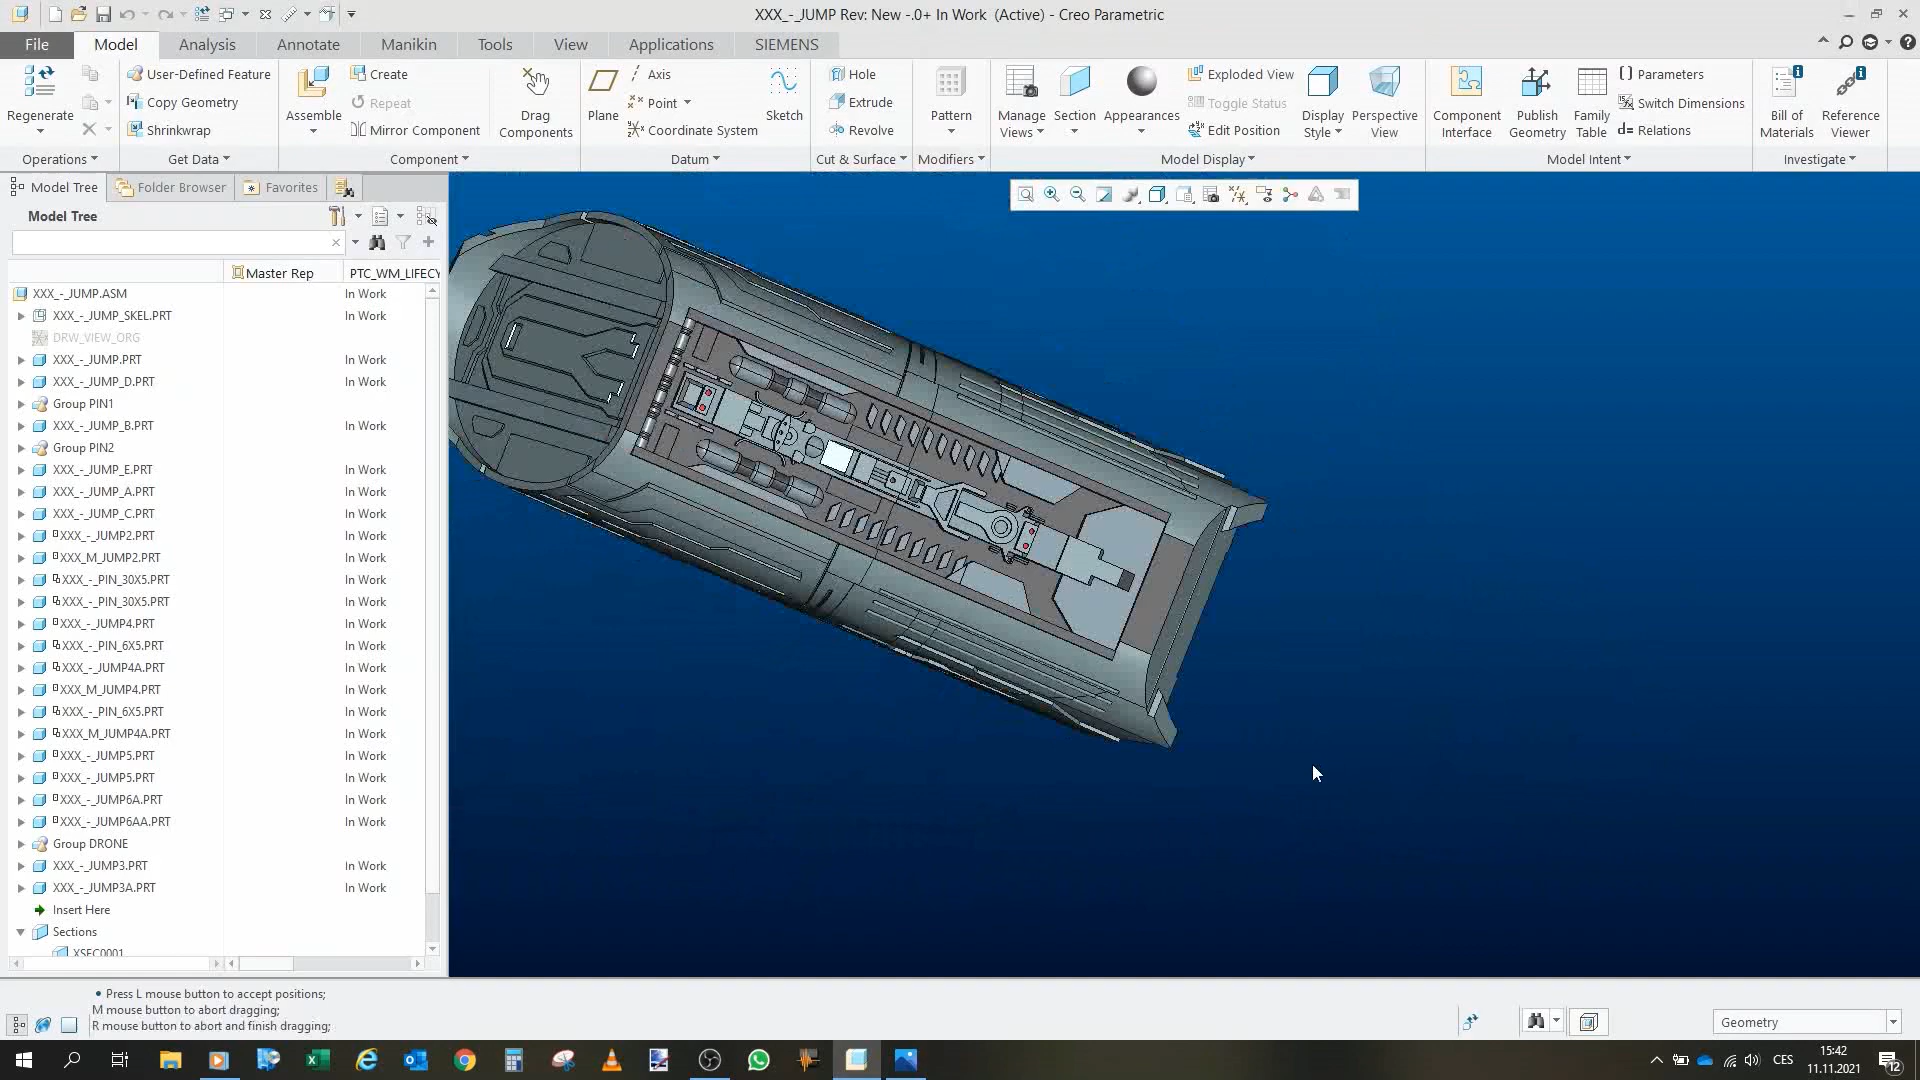 XXX_-_JUMP Rev: New -.0+ In Work (Active) - Creo Parametric
File Model Analysis Annotate Manikin Tools View Applications SIEMENS
Regenerate
User-Defined Feature
Copy Geometry
Shrinkwrap
Assemble
Create
Repeat
Mirror Component
Drag
Components
Plane
Axis
Point
Coordinate System
Sketch
Hole
Extrude
Revolve
Pattern
Manage
Views
Section
Appearances
Exploded View
Toggle Status
Edit Position
Display
Style
Perspective
View
Component
Interface
Publish
Geometry
Family
Table
Parameters
Switch Dimensions
Relations
Bill of
Materials
Reference
Viewer
Operations Get Data Component Datum Cut & Surface Modifiers Model Display Model Intent Investigate
Model Tree Folder Browser Favorites
Model Tree
Master Rep PTC_WM_LIFECY
XXX_-_JUMP.ASM In Work
XXX_-_JUMP_SKEL.PRT In Work
DRW_VIEW_ORG
XXX_-_JUMP.PRT In Work
XXX_-_JUMP_D.PRT In Work
Group PIN1
XXX_-_JUMP_B.PRT In Work
Group PIN2
XXX_-_JUMP_E.PRT In Work
XXX_-_JUMP_A.PRT In Work
XXX_-_JUMP_C.PRT In Work
XXX_-_JUMP2.PRT In Work
XXX_M_JUMP2.PRT In Work
XXX_-_PIN_30X5.PRT In Work
XXX_-_PIN_30X5.PRT In Work
XXX_-_JUMP4.PRT In Work
XXX_-_PIN_6X5.PRT In Work
XXX_-_JUMP4A.PRT In Work
XXX_M_JUMP4.PRT In Work
XXX_-_PIN_6X5.PRT In Work
XXX_M_JUMP4A.PRT In Work
XXX_-_JUMP5.PRT In Work
XXX_-_JUMP5.PRT In Work
XXX_-_JUMP6A.PRT In Work
XXX_-_JUMP6AA.PRT In Work
Group DRONE
XXX_-_JUMP3.PRT In Work
XXX_-_JUMP3A.PRT In Work
Insert Here
Sections
XSEC0001
• Press L mouse button to accept positions;
M mouse button to abort dragging;
R mouse button to abort and finish dragging;
Geometry
CES
15:42
11.11.2021
12